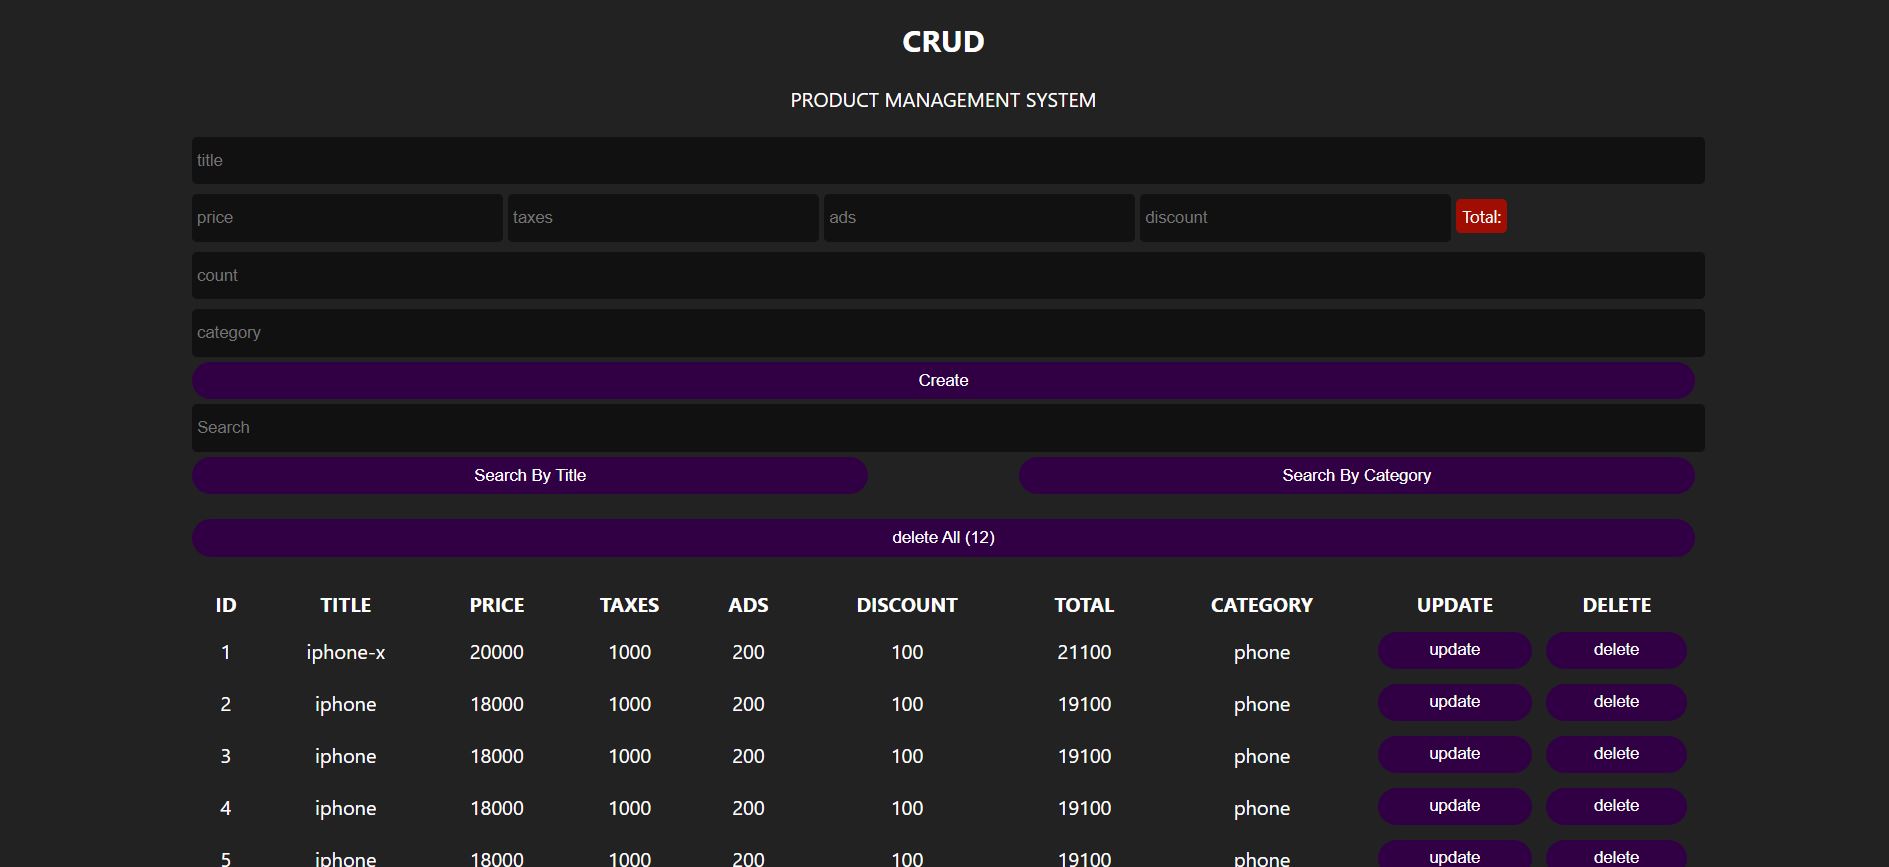 CRUD
PRODUCT MANAGEMENT SYSTEM
title
price taxes ads discount Total:
count
category
Create
Search
Search By Title Search By Category
delete All (12)
ID TITLE PRICE TAXES ADS DISCOUNT TOTAL CATEGORY UPDATE DELETE
1 iphone-x 20000 1000 200 100 21100 phone update delete
2 iphone 18000 1000 200 100 19100 phone update delete
3 iphone 18000 1000 200 100 19100 phone update delete
4 iphone 18000 1000 200 100 19100 phone update delete
5 iphone 18000 1000 200 100 19100 phone update delete